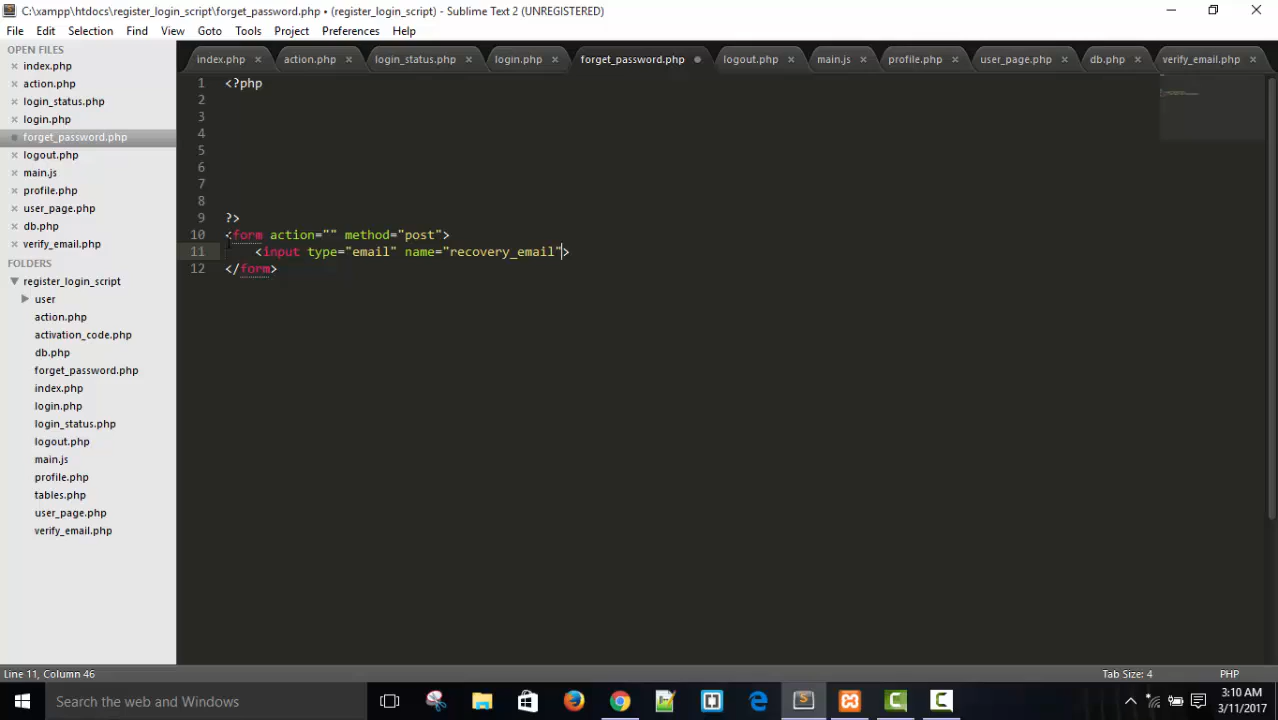 C:\xampp\htdocs\register_login_script\forget_password.php • (register_login_script) - Sublime Text 2 (UNREGISTERED)
File Edit Selection Find View Goto Tools Project Preferences Help
OPEN FILES
index.php
action.php
login_status.php
login.php
forget_password.php
logout.php
main.js
profile.php
user_page.php
db.php
verify_email.php
FOLDERS
register_login_script
user
action.php
activation_code.php
db.php
forget_password.php
index.php
login.php
login_status.php
logout.php
main.js
profile.php
tables.php
user_page.php
verify_email.php
index.php action.php login_status.php login.php forget_password.php logout.php main.js profile.php user_page.php db.php verify_email.php
1 <?php
2
3
4
5
6
7
8
9 ?>
10 <form action="" method="post">
11 <input type="email" name="recovery_email">
12 </form>
Line 11, Column 46
Tab Size: 4
PHP
Search the web and Windows
3:10 AM
3/11/2017